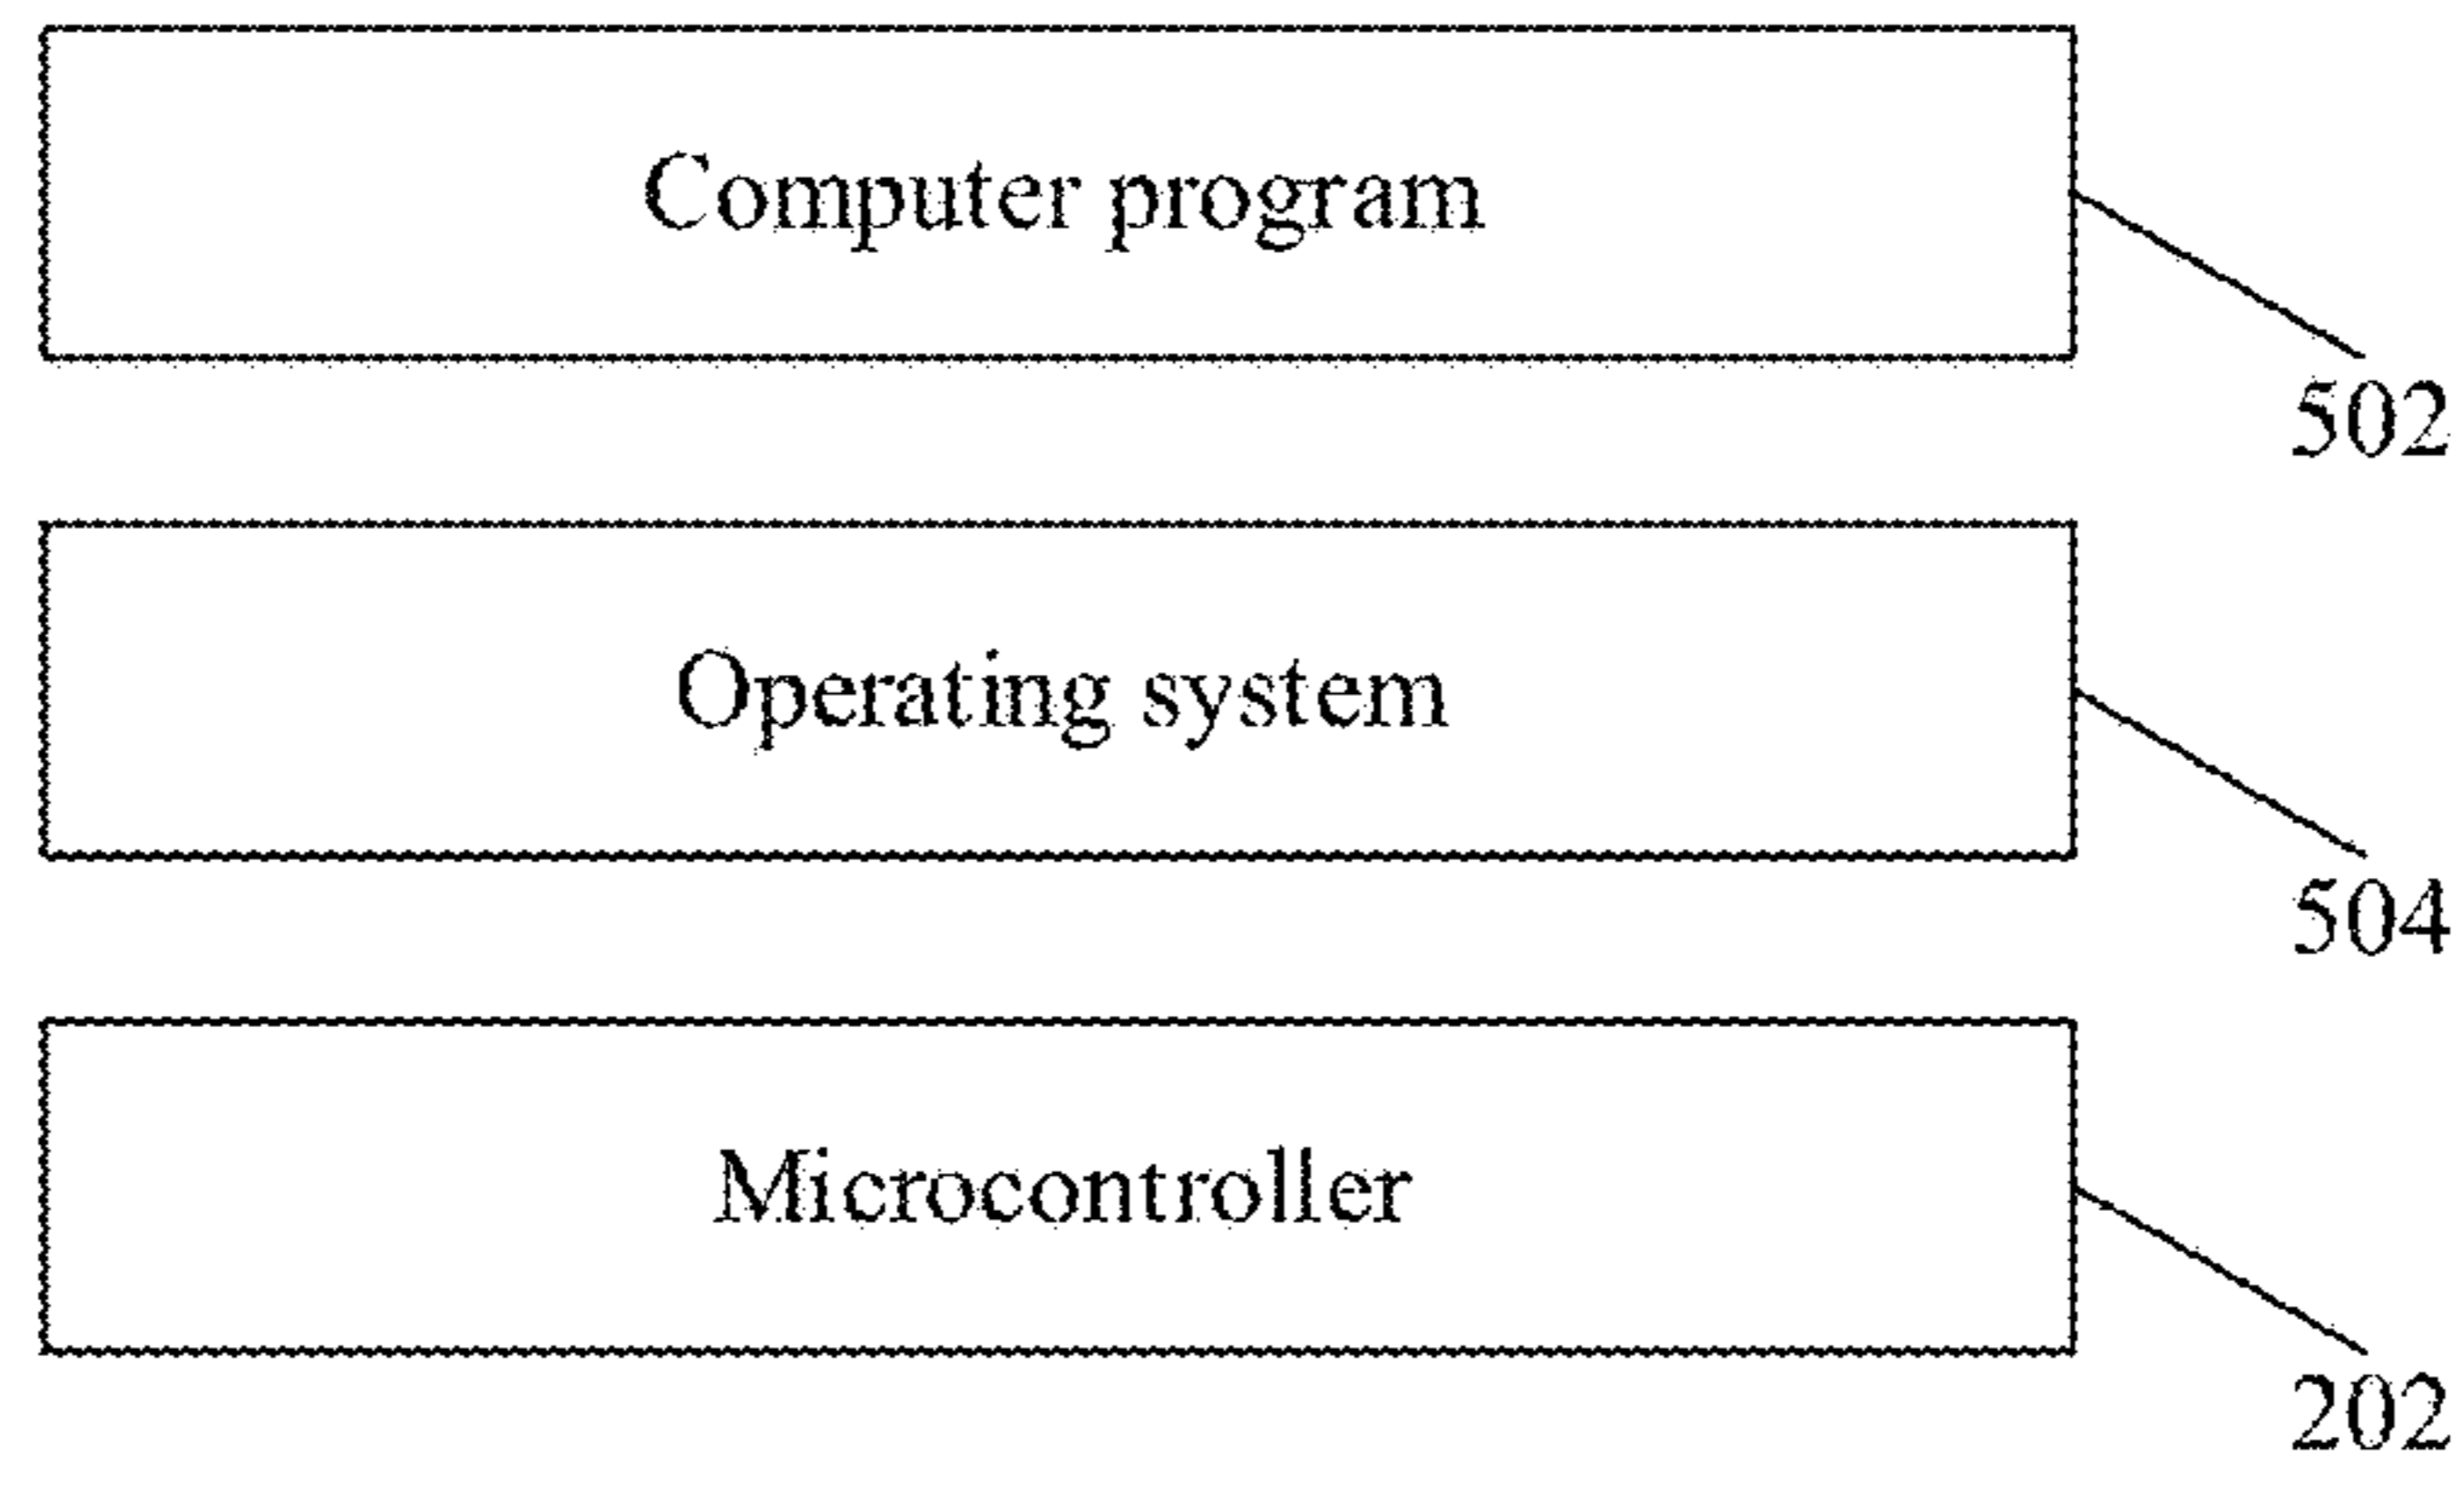 Computer program
502
Operating system
504
Microcontroller
202